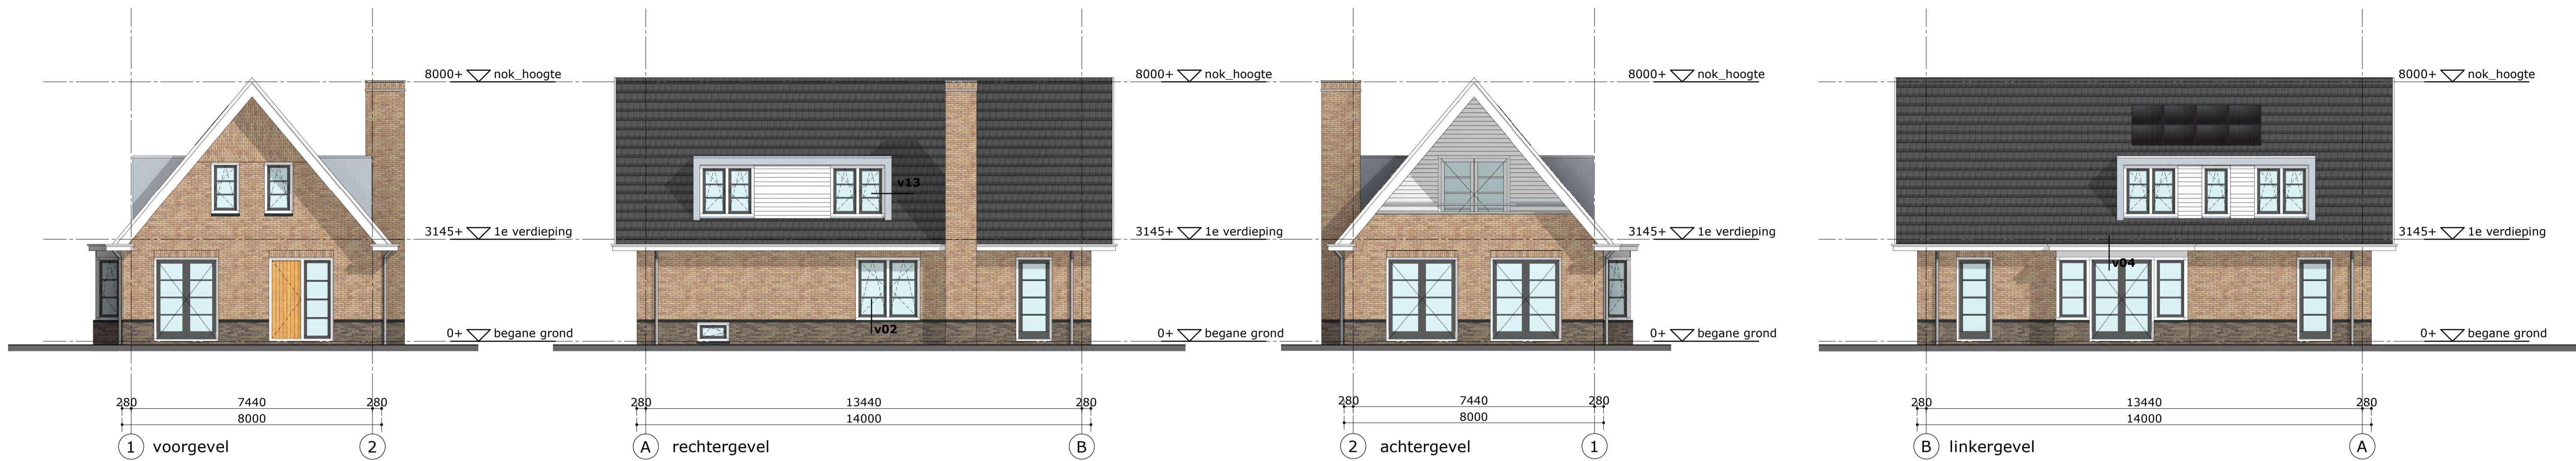 8000+ nok_hoogte
3145+ 1e verdieping
0+ begane grond
280 7440 280
8000
1 voorgevel 2
v13
v02
8000+ nok_hoogte
3145+ 1e verdieping
0+ begane grond
280 13440 280
14000
A rechtergevel B
8000+ nok_hoogte
3145+ 1e verdieping
0+ begane grond
280 7440 280
8000
2 achtergevel 1
v04
8000+ nok_hoogte
3145+ 1e verdieping
0+ begane grond
280 13440 280
14000
B linkergevel A